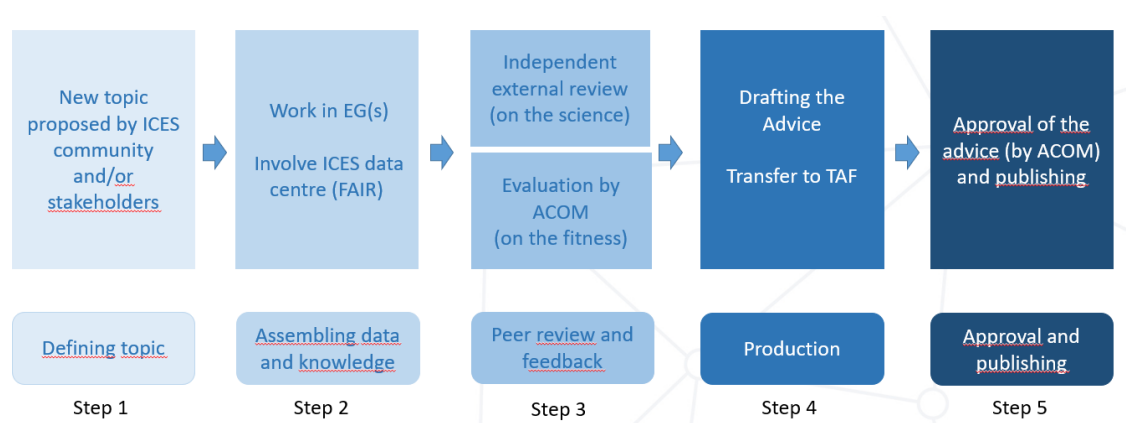 New topic
proposed by ICES
community
and/or
stakeholders
Work in EG(s)
Involve ICES data
centre (FAIR)
Independent
external review
(on the science)
Evaluation by
ACOM
(on the fitness)
Drafting the
Advice
Transfer to TAF
Approval of the
advice (by ACOM)
and publishing
Defining topic
Assembling data
and knowledge
Peer review and
feedback
Production
Approval and
publishing
Step 1
Step 2
Step 3
Step 4
Step 5